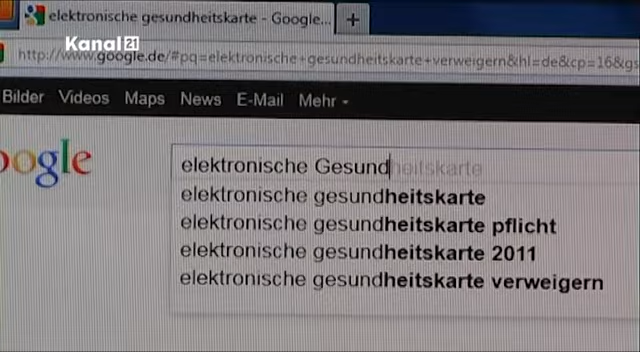 elektronische gesundheitskarte - Google...
Kanal 21
http://www.google.de/#pq=elektronische+gesundheitskarte+verweigern&hl=de&cp=16&gs
Bilder Videos Maps News E-Mail Mehr
oogle
elektronische Gesundheitskarte
elektronische gesundheitskarte
elektronische gesundheitskarte pflicht
elektronische gesundheitskarte 2011
elektronische gesundheitskarte verweigern